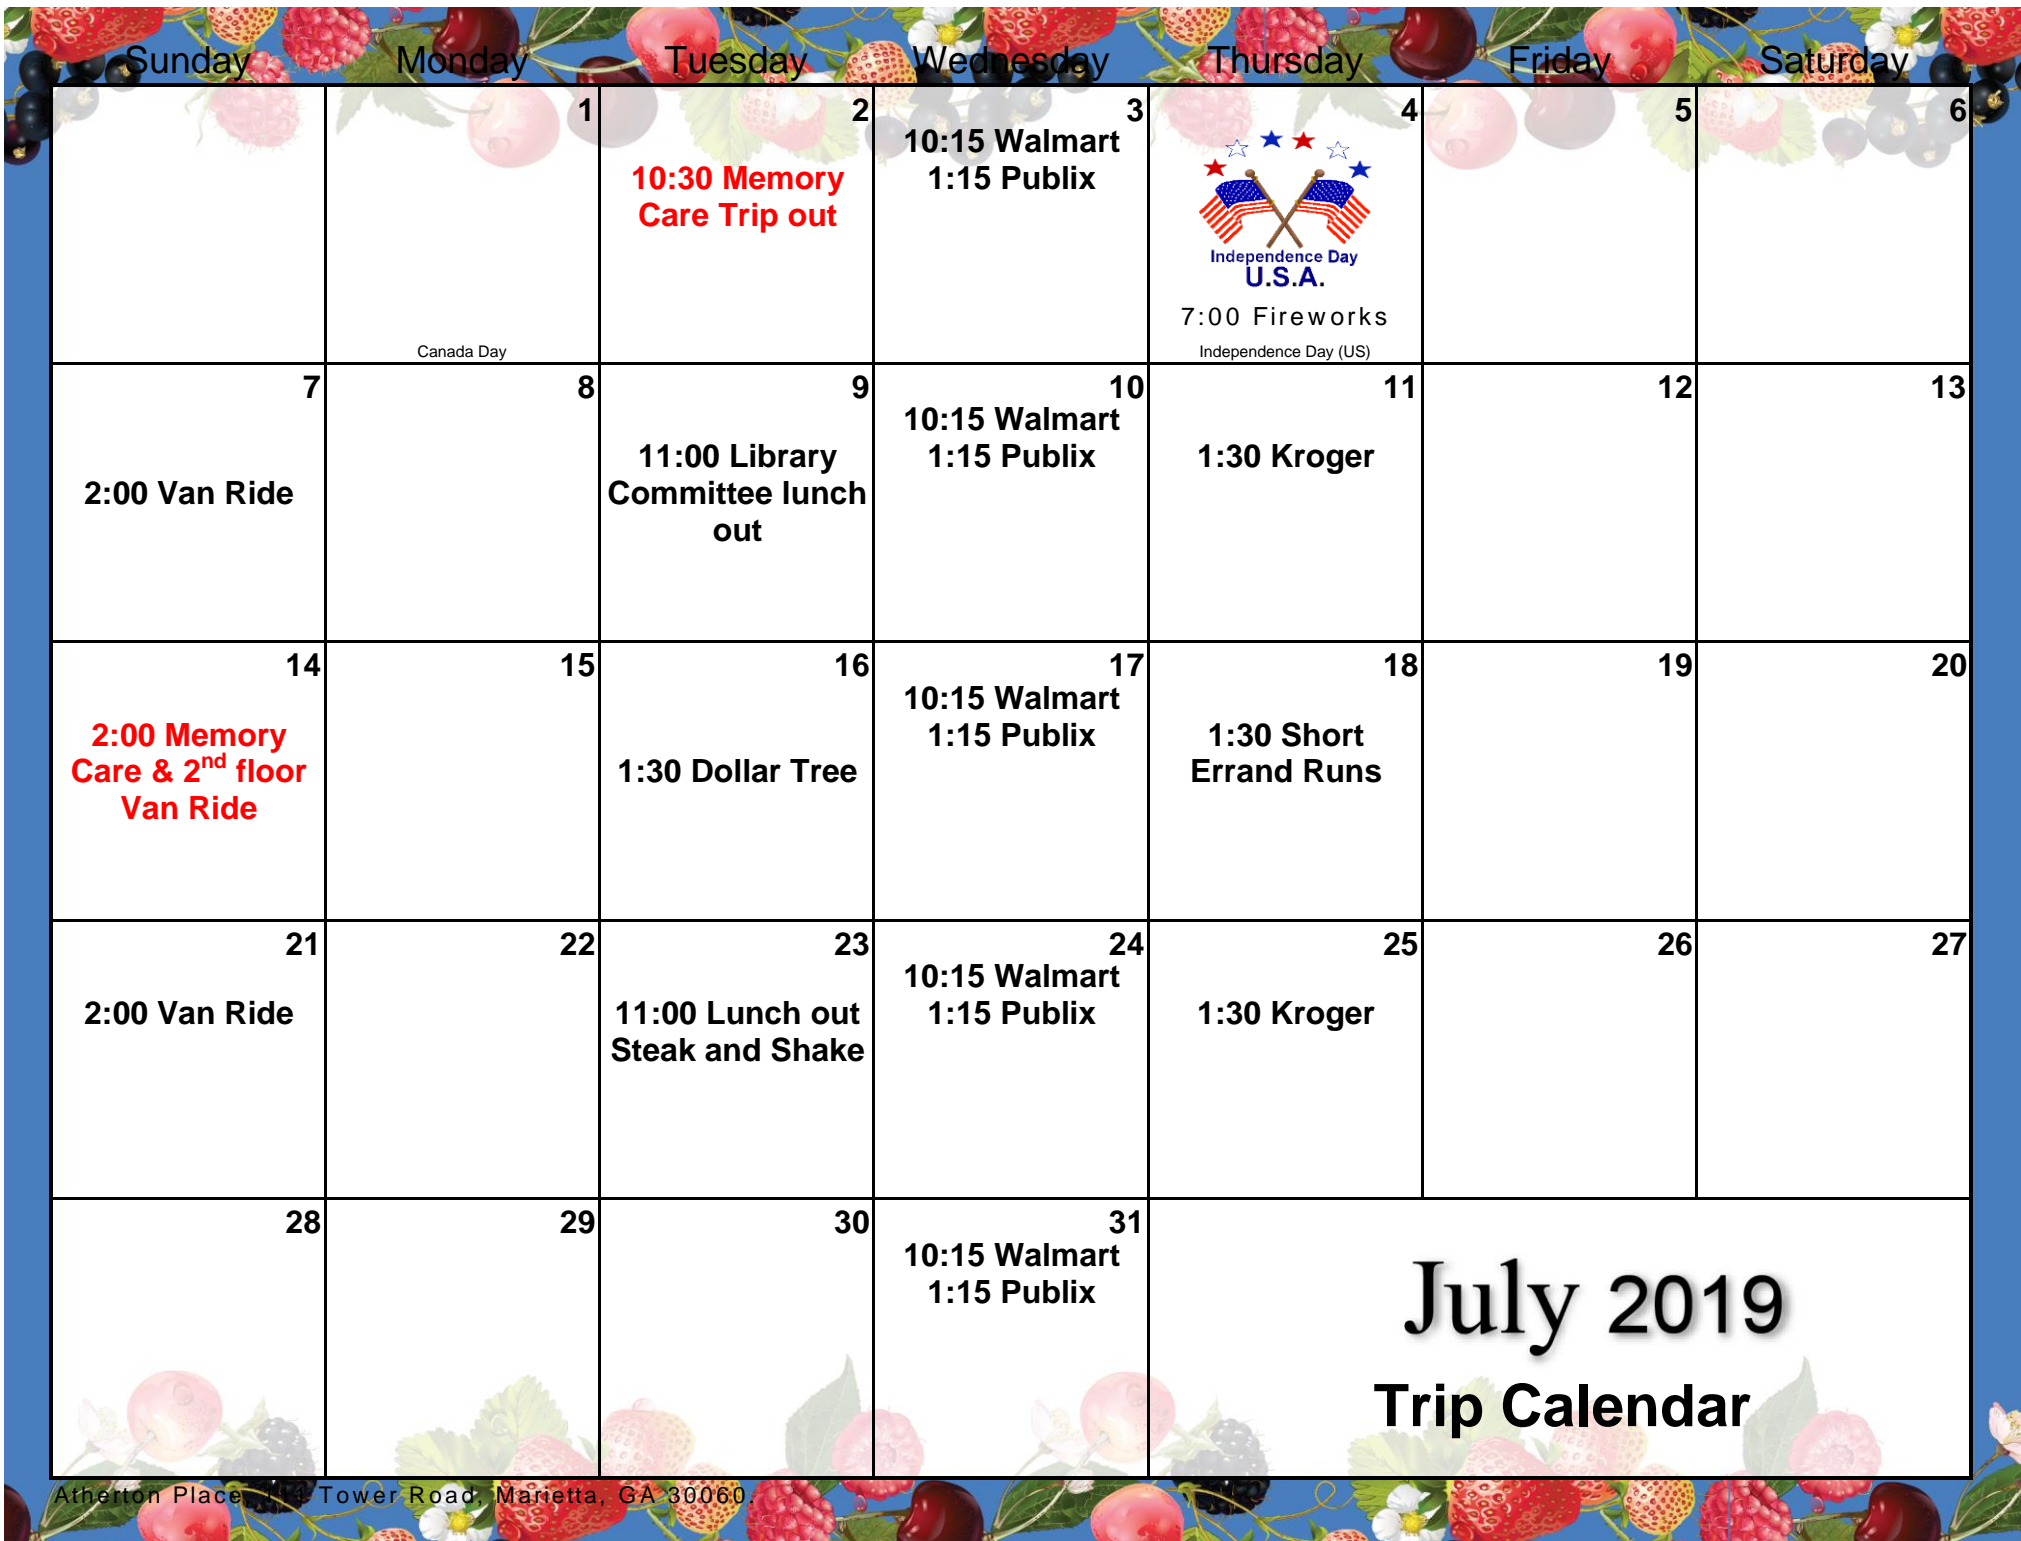 Sunday Monday Tuesday Wednesday Thursday Friday Saturday
1
Canada Day
2
10:30 Memory
Care Trip out
3
10:15 Walmart
1:15 Publix
4
Independence Day
U.S.A.
7:00 Fireworks
Independence Day (US)
5
6
7
2:00 Van Ride
8
9
11:00 Library
Committee lunch
out
10
10:15 Walmart
1:15 Publix
11
1:30 Kroger
12
13
14
2:00 Memory
Care & 2nd floor
Van Ride
15
16
1:30 Dollar Tree
17
10:15 Walmart
1:15 Publix
18
1:30 Short
Errand Runs
19
20
21
2:00 Van Ride
22
23
11:00 Lunch out
Steak and Shake
24
10:15 Walmart
1:15 Publix
25
1:30 Kroger
26
27
28
29
30
31
10:15 Walmart
1:15 Publix
July 2019
Trip Calendar
Atherton Place, 111 Tower Road, Marietta, GA 30060.